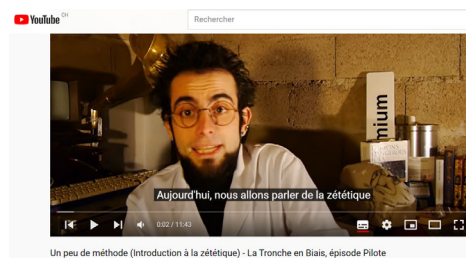 YouTube CH
Rechercher
mium
Aujourd'hui, nous allons parler de la zététique
0:02 / 11:43
Un peu de méthode (Introduction à la zététique) - La Tronche en Biais, épisode Pilote